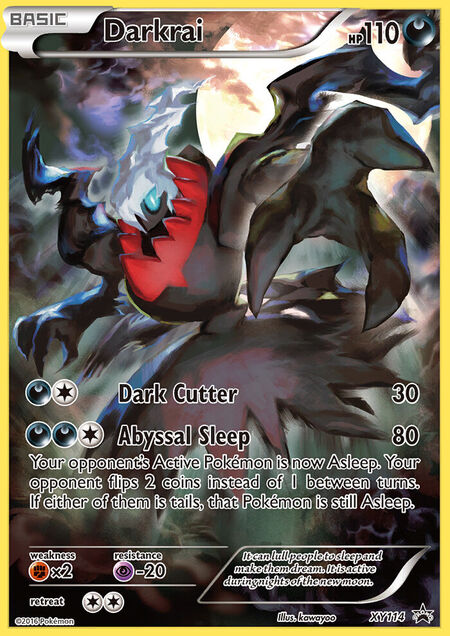 BASIC
Darkrai
HP110
Dark Cutter 30
Abyssal Sleep 80
Your opponent's Active Pokémon is now Asleep. Your
opponent flips 2 coins instead of 1 between turns.
If either of them is tails, that Pokémon is still Asleep.
weakness
x2
resistance
-20
It can lull people to sleep and
make them dream. It is active
during nights of the new moon.
retreat
©2016 Pokémon
Illus. kawayoo
XY114